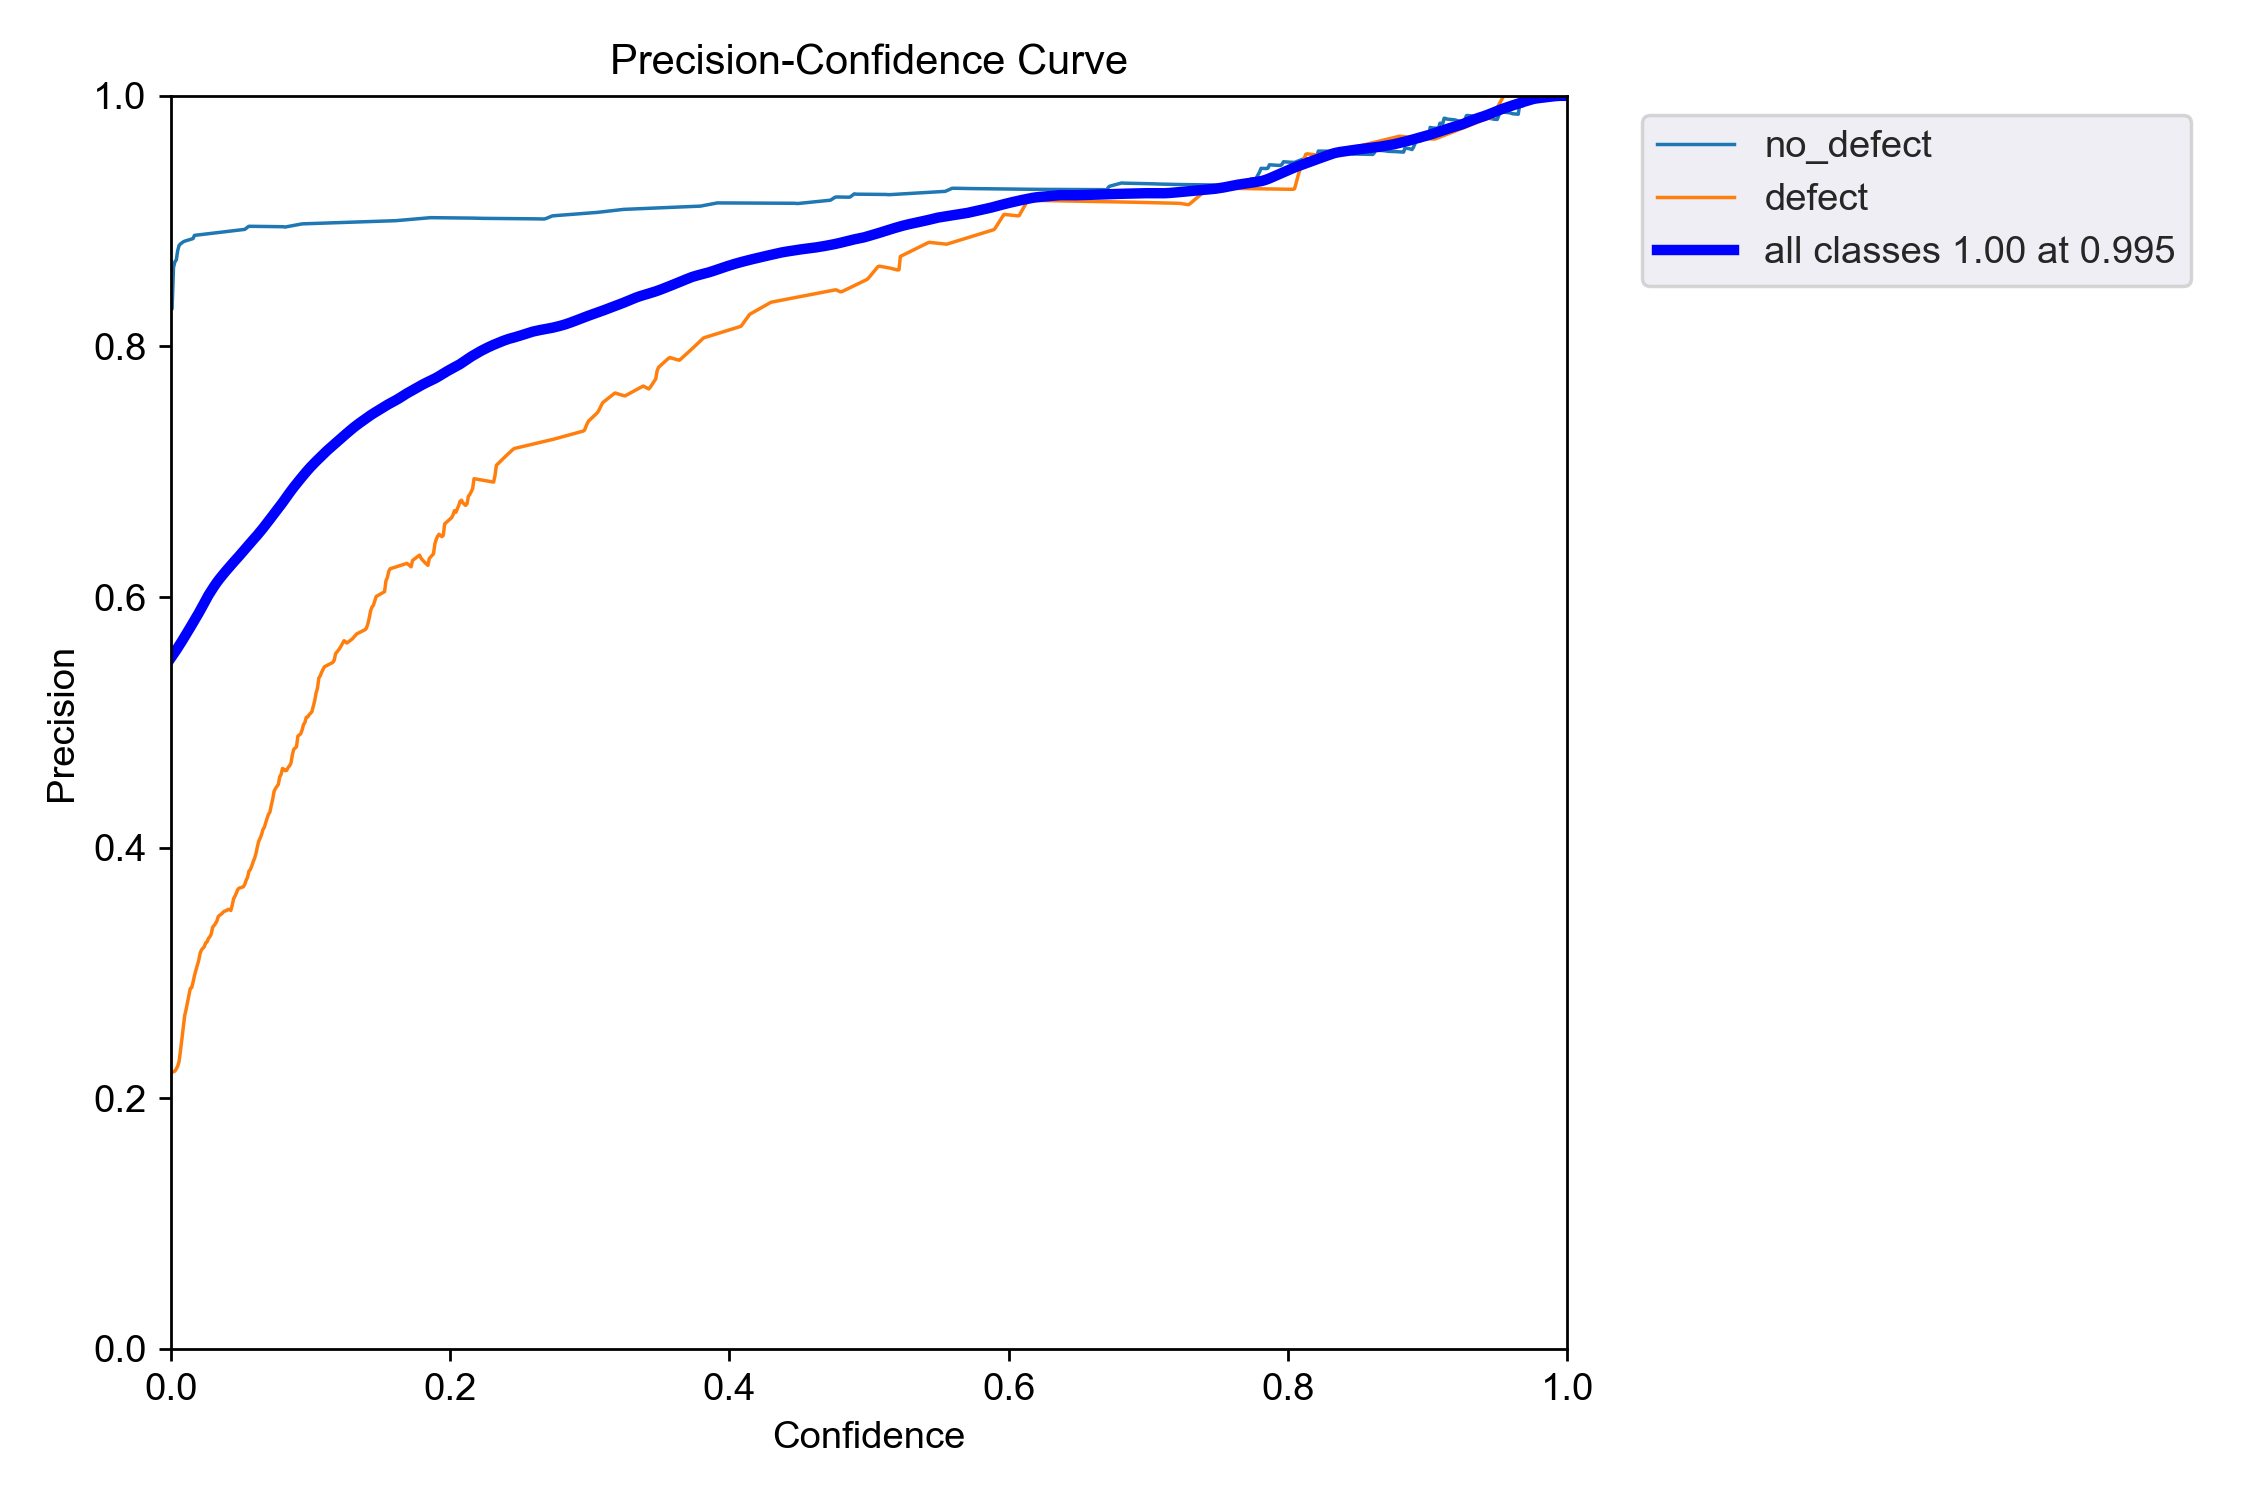 Precision-Confidence Curve
1.0
0.8
0.6
0.4
0.2
0.0
Precision
0.0 0.2 0.4 0.6 0.8 1.0
Confidence
no_defect
defect
all classes 1.00 at 0.995